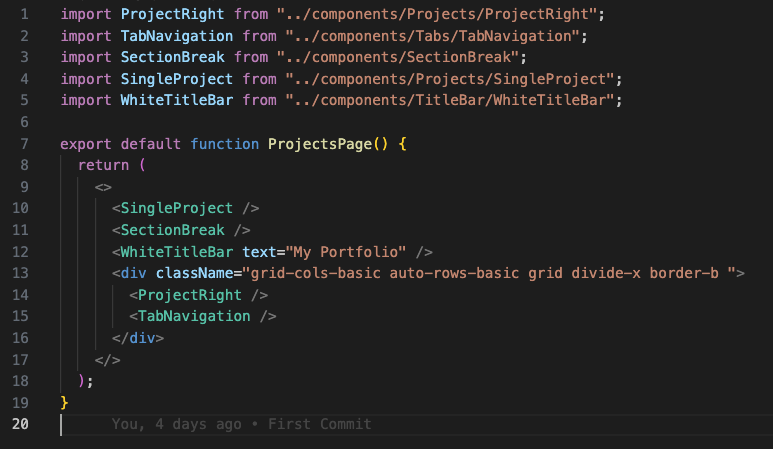 1 import ProjectRight from "../components/Projects/ProjectRight";
2 import TabNavigation from "../components/Tabs/TabNavigation";
3 import SectionBreak from "../components/SectionBreak";
4 import SingleProject from "../components/Projects/SingleProject";
5 import WhiteTitleBar from "../components/TitleBar/WhiteTitleBar";
6
7 export default function ProjectsPage() {
8   return (
9     <>
10       <SingleProject />
11       <SectionBreak />
12       <WhiteTitleBar text="My Portfolio" />
13       <div className="grid-cols-basic auto-rows-basic grid divide-x border-b ">
14         <ProjectRight />
15         <TabNavigation />
16       </div>
17     </>
18   );
19 }
20       You, 4 days ago • First Commit